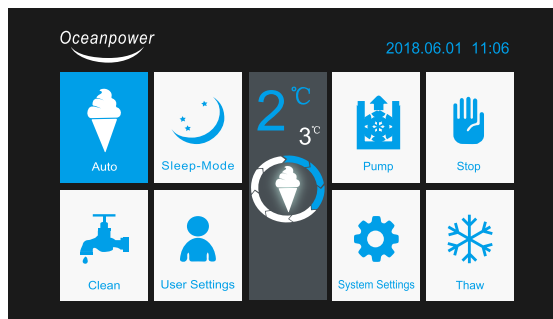 Oceanpower
2018.06.01 11:06
Auto
Sleep-Mode
2℃
3℃
Pump
Stop
Clean
User Settings
System Settings
Thaw